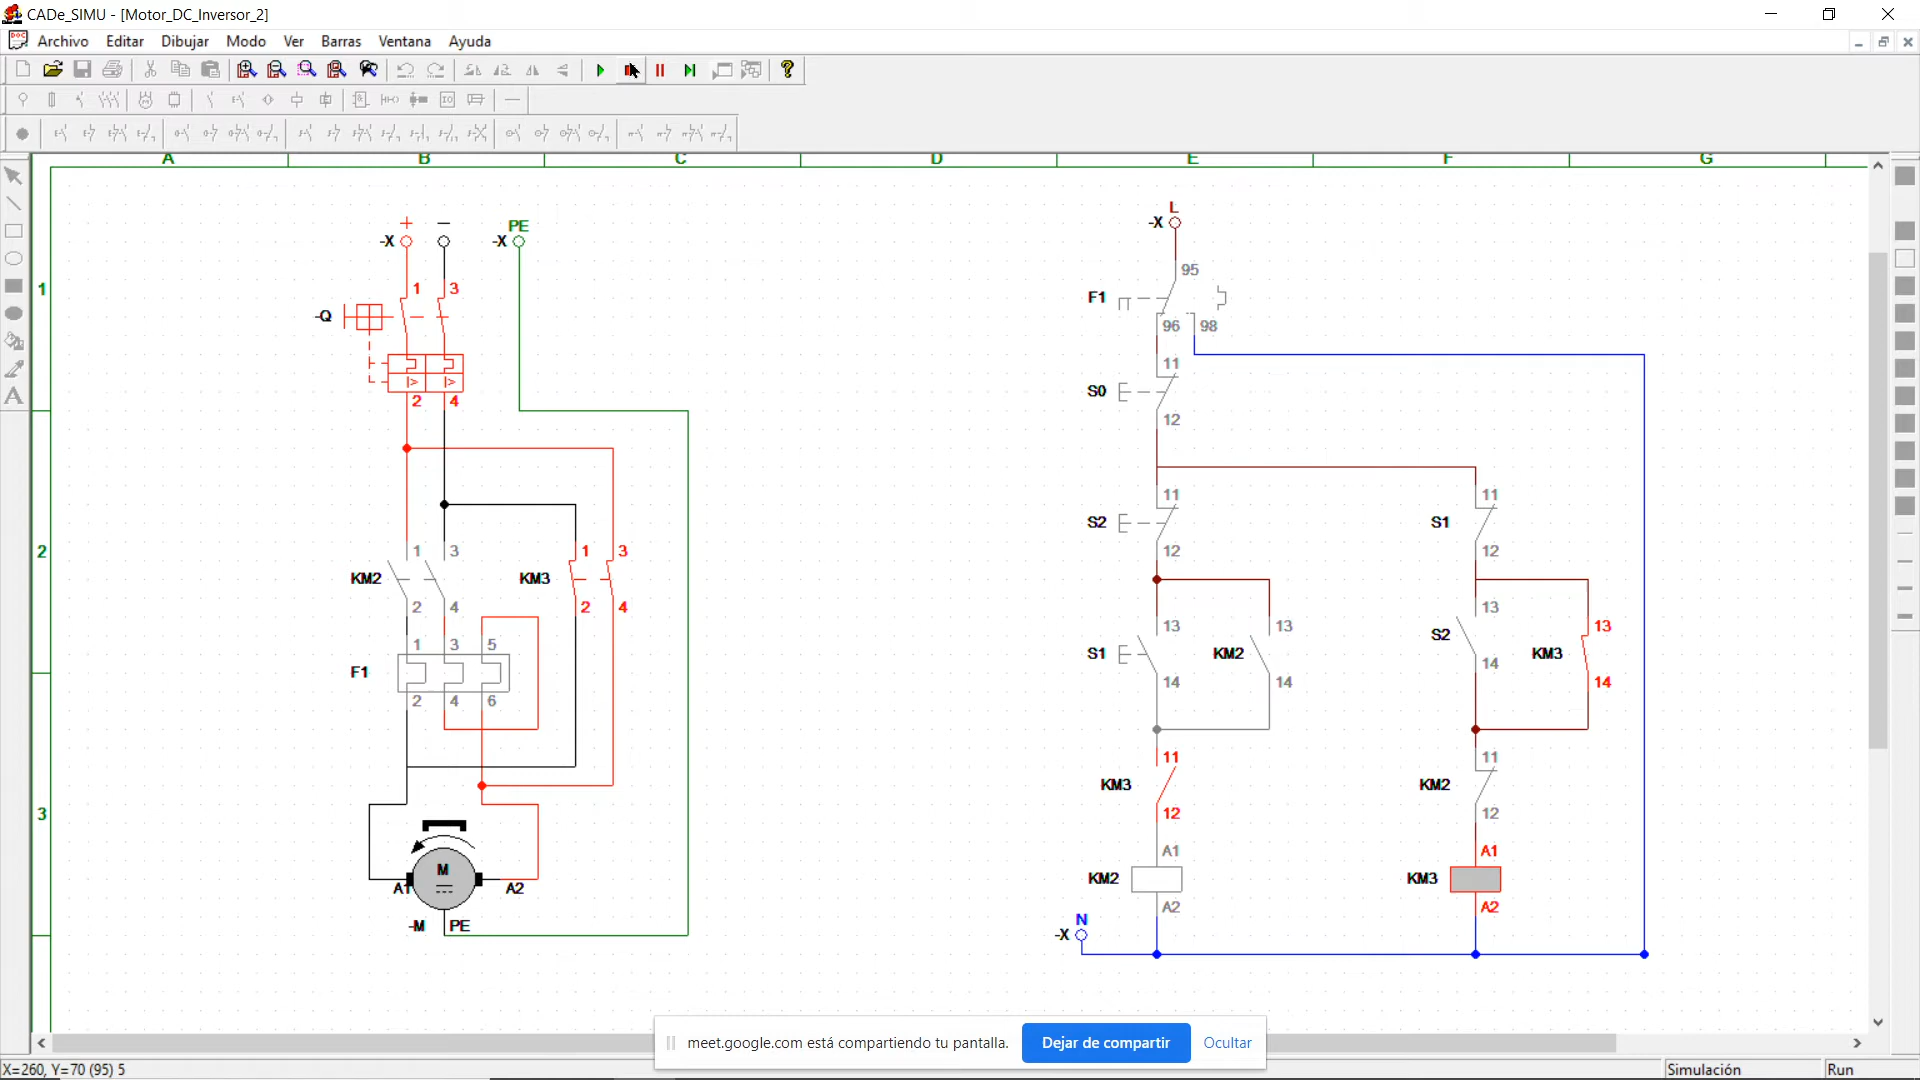 CADe_SIMU - [Motor_DC_Inversor_2]
Archivo Editar Dibujar Modo Ver Barras Ventana Ayuda
A B C D E F G
1
2
3
+ − PE
-X -X
1 3
-Q
|> |>
2 4
1 3
KM2
2 4
1 3
KM3
2 4
1 3 5
F1
2 4 6
M
A1 A2
-M PE
L
-X
95
F1
96 98
11
S0
12
11
S2
12
13
S1
14
13
KM2
14
11
KM3
12
A1
KM2
A2
N
-X
11
S1
12
13
S2
14
13
KM3
14
11
KM2
12
A1
KM3
A2
meet.google.com está compartiendo tu pantalla. Dejar de compartir Ocultar
X=260, Y=70 (95) 5 Simulación Run